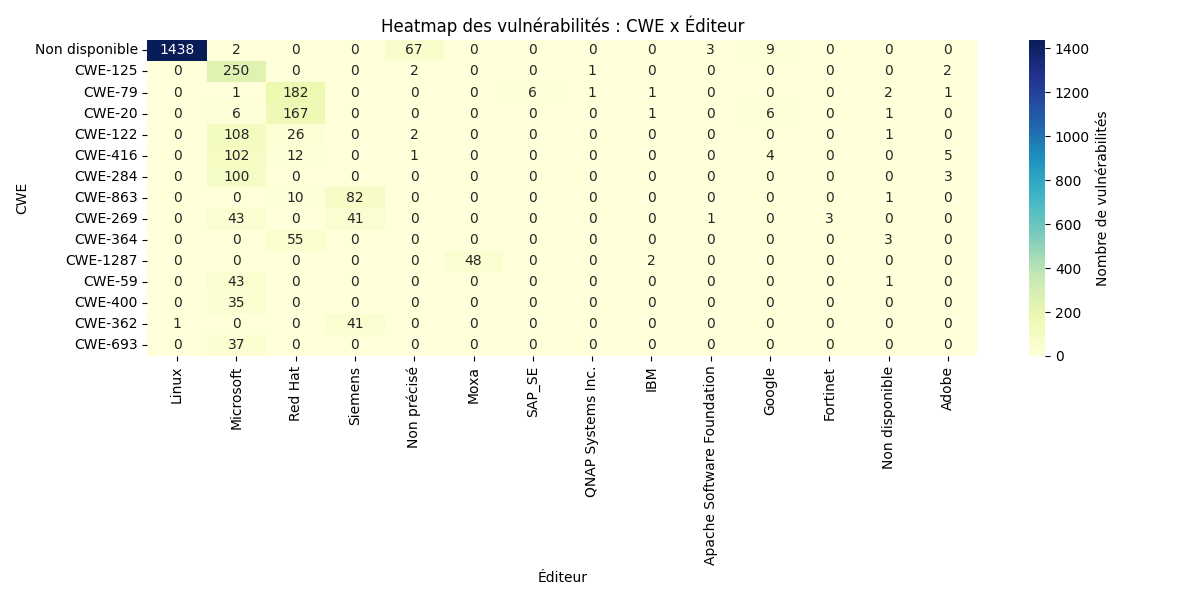 Heatmap des vulnérabilités : CWE x Éditeur
CWE
Non disponible 1438 2 0 0 67 0 0 0 0 3 9 0 0 0
CWE-125 0 250 0 0 2 0 0 1 0 0 0 0 0 2
CWE-79 0 1 182 0 0 0 6 1 1 0 0 0 2 1
CWE-20 0 6 167 0 0 0 0 0 1 0 6 0 1 0
CWE-122 0 108 26 0 2 0 0 0 0 0 0 0 1 0
CWE-416 0 102 12 0 1 0 0 0 0 0 4 0 0 5
CWE-284 0 100 0 0 0 0 0 0 0 0 0 0 0 3
CWE-863 0 0 10 82 0 0 0 0 0 0 0 0 1 0
CWE-269 0 43 0 41 0 0 0 0 0 1 0 3 0 0
CWE-364 0 0 55 0 0 0 0 0 0 0 0 0 3 0
CWE-1287 0 0 0 0 0 48 0 0 2 0 0 0 0 0
CWE-59 0 43 0 0 0 0 0 0 0 0 0 0 1 0
CWE-400 0 35 0 0 0 0 0 0 0 0 0 0 0 0
CWE-362 1 0 0 41 0 0 0 0 0 0 0 0 0 0
CWE-693 0 37 0 0 0 0 0 0 0 0 0 0 0 0
Linux
Microsoft
Red Hat
Siemens
Non précisé
Moxa
SAP_SE
QNAP Systems Inc.
IBM
Apache Software Foundation
Google
Fortinet
Non disponible
Adobe
Éditeur
1400
1200
1000
800
600
400
200
0
Nombre de vulnérabilités